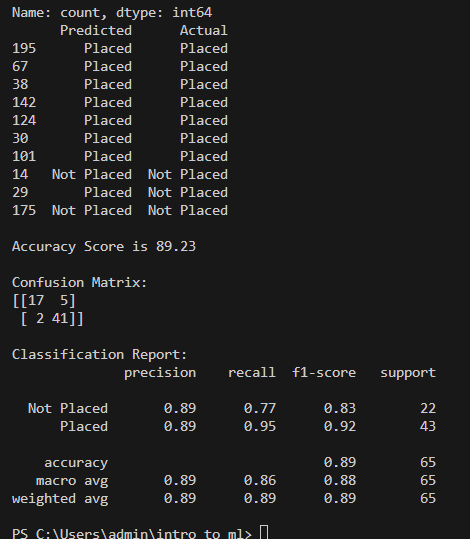 Name: count, dtype: int64
Predicted Actual
195 Placed Placed
67 Placed Placed
38 Placed Placed
142 Placed Placed
124 Placed Placed
30 Placed Placed
101 Placed Placed
14 Not Placed Not Placed
29 Placed Not Placed
175 Not Placed Not Placed
Accuracy Score is 89.23
Confusion Matrix:
[[17 5]
[ 2 41]]
Classification Report:
precision recall f1-score support
Not Placed 0.89 0.77 0.83 22
Placed 0.89 0.95 0.92 43
accuracy 0.89 65
macro avg 0.89 0.86 0.88 65
weighted avg 0.89 0.89 0.89 65
PS C:\Users\admin\intro to ml>